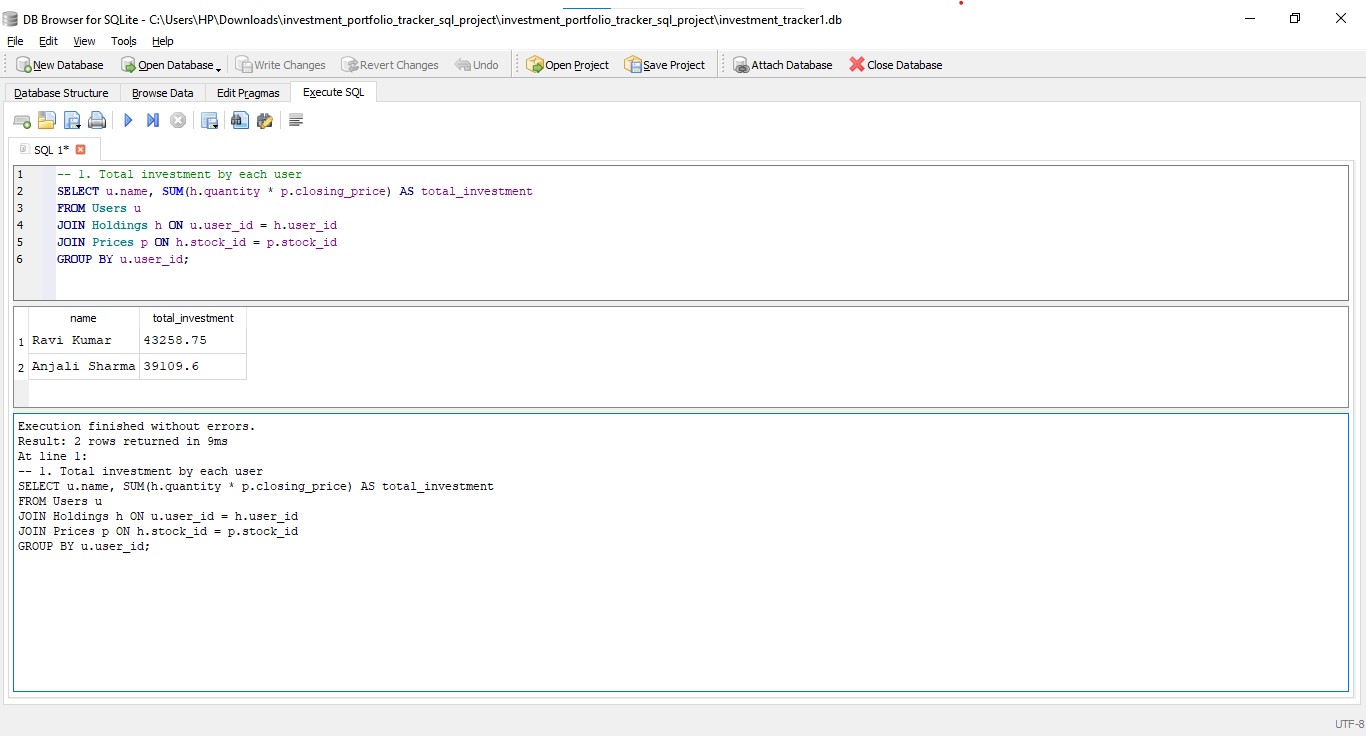 DB Browser for SQLite - C:\Users\HP\Downloads\investment_portfolio_tracker_sql_project\investment_portfolio_tracker_sql_project\investment_tracker1.db
File Edit View Tools Help
New Database Open Database Write Changes Revert Changes Undo Open Project Save Project Attach Database Close Database
Database Structure Browse Data Edit Pragmas Execute SQL
SQL 1*
1 -- 1. Total investment by each user
2 SELECT u.name, SUM(h.quantity * p.closing_price) AS total_investment
3 FROM Users u
4 JOIN Holdings h ON u.user_id = h.user_id
5 JOIN Prices p ON h.stock_id = p.stock_id
6 GROUP BY u.user_id;
name total_investment
1 Ravi Kumar 43258.75
2 Anjali Sharma 39109.6
Execution finished without errors.
Result: 2 rows returned in 9ms
At line 1:
-- 1. Total investment by each user
SELECT u.name, SUM(h.quantity * p.closing_price) AS total_investment
FROM Users u
JOIN Holdings h ON u.user_id = h.user_id
JOIN Prices p ON h.stock_id = p.stock_id
GROUP BY u.user_id;
UTF-8